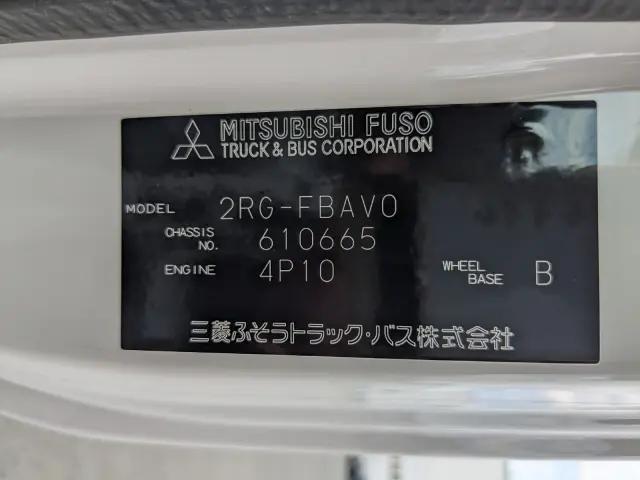 MITSUBISHI FUSO
TRUCK & BUS CORPORATION
MODEL 2RG-FBAV0
CHASSIS NO. 610665
ENGINE 4P10 WHEEL BASE B
三菱ふそうトラック・バス株式会社